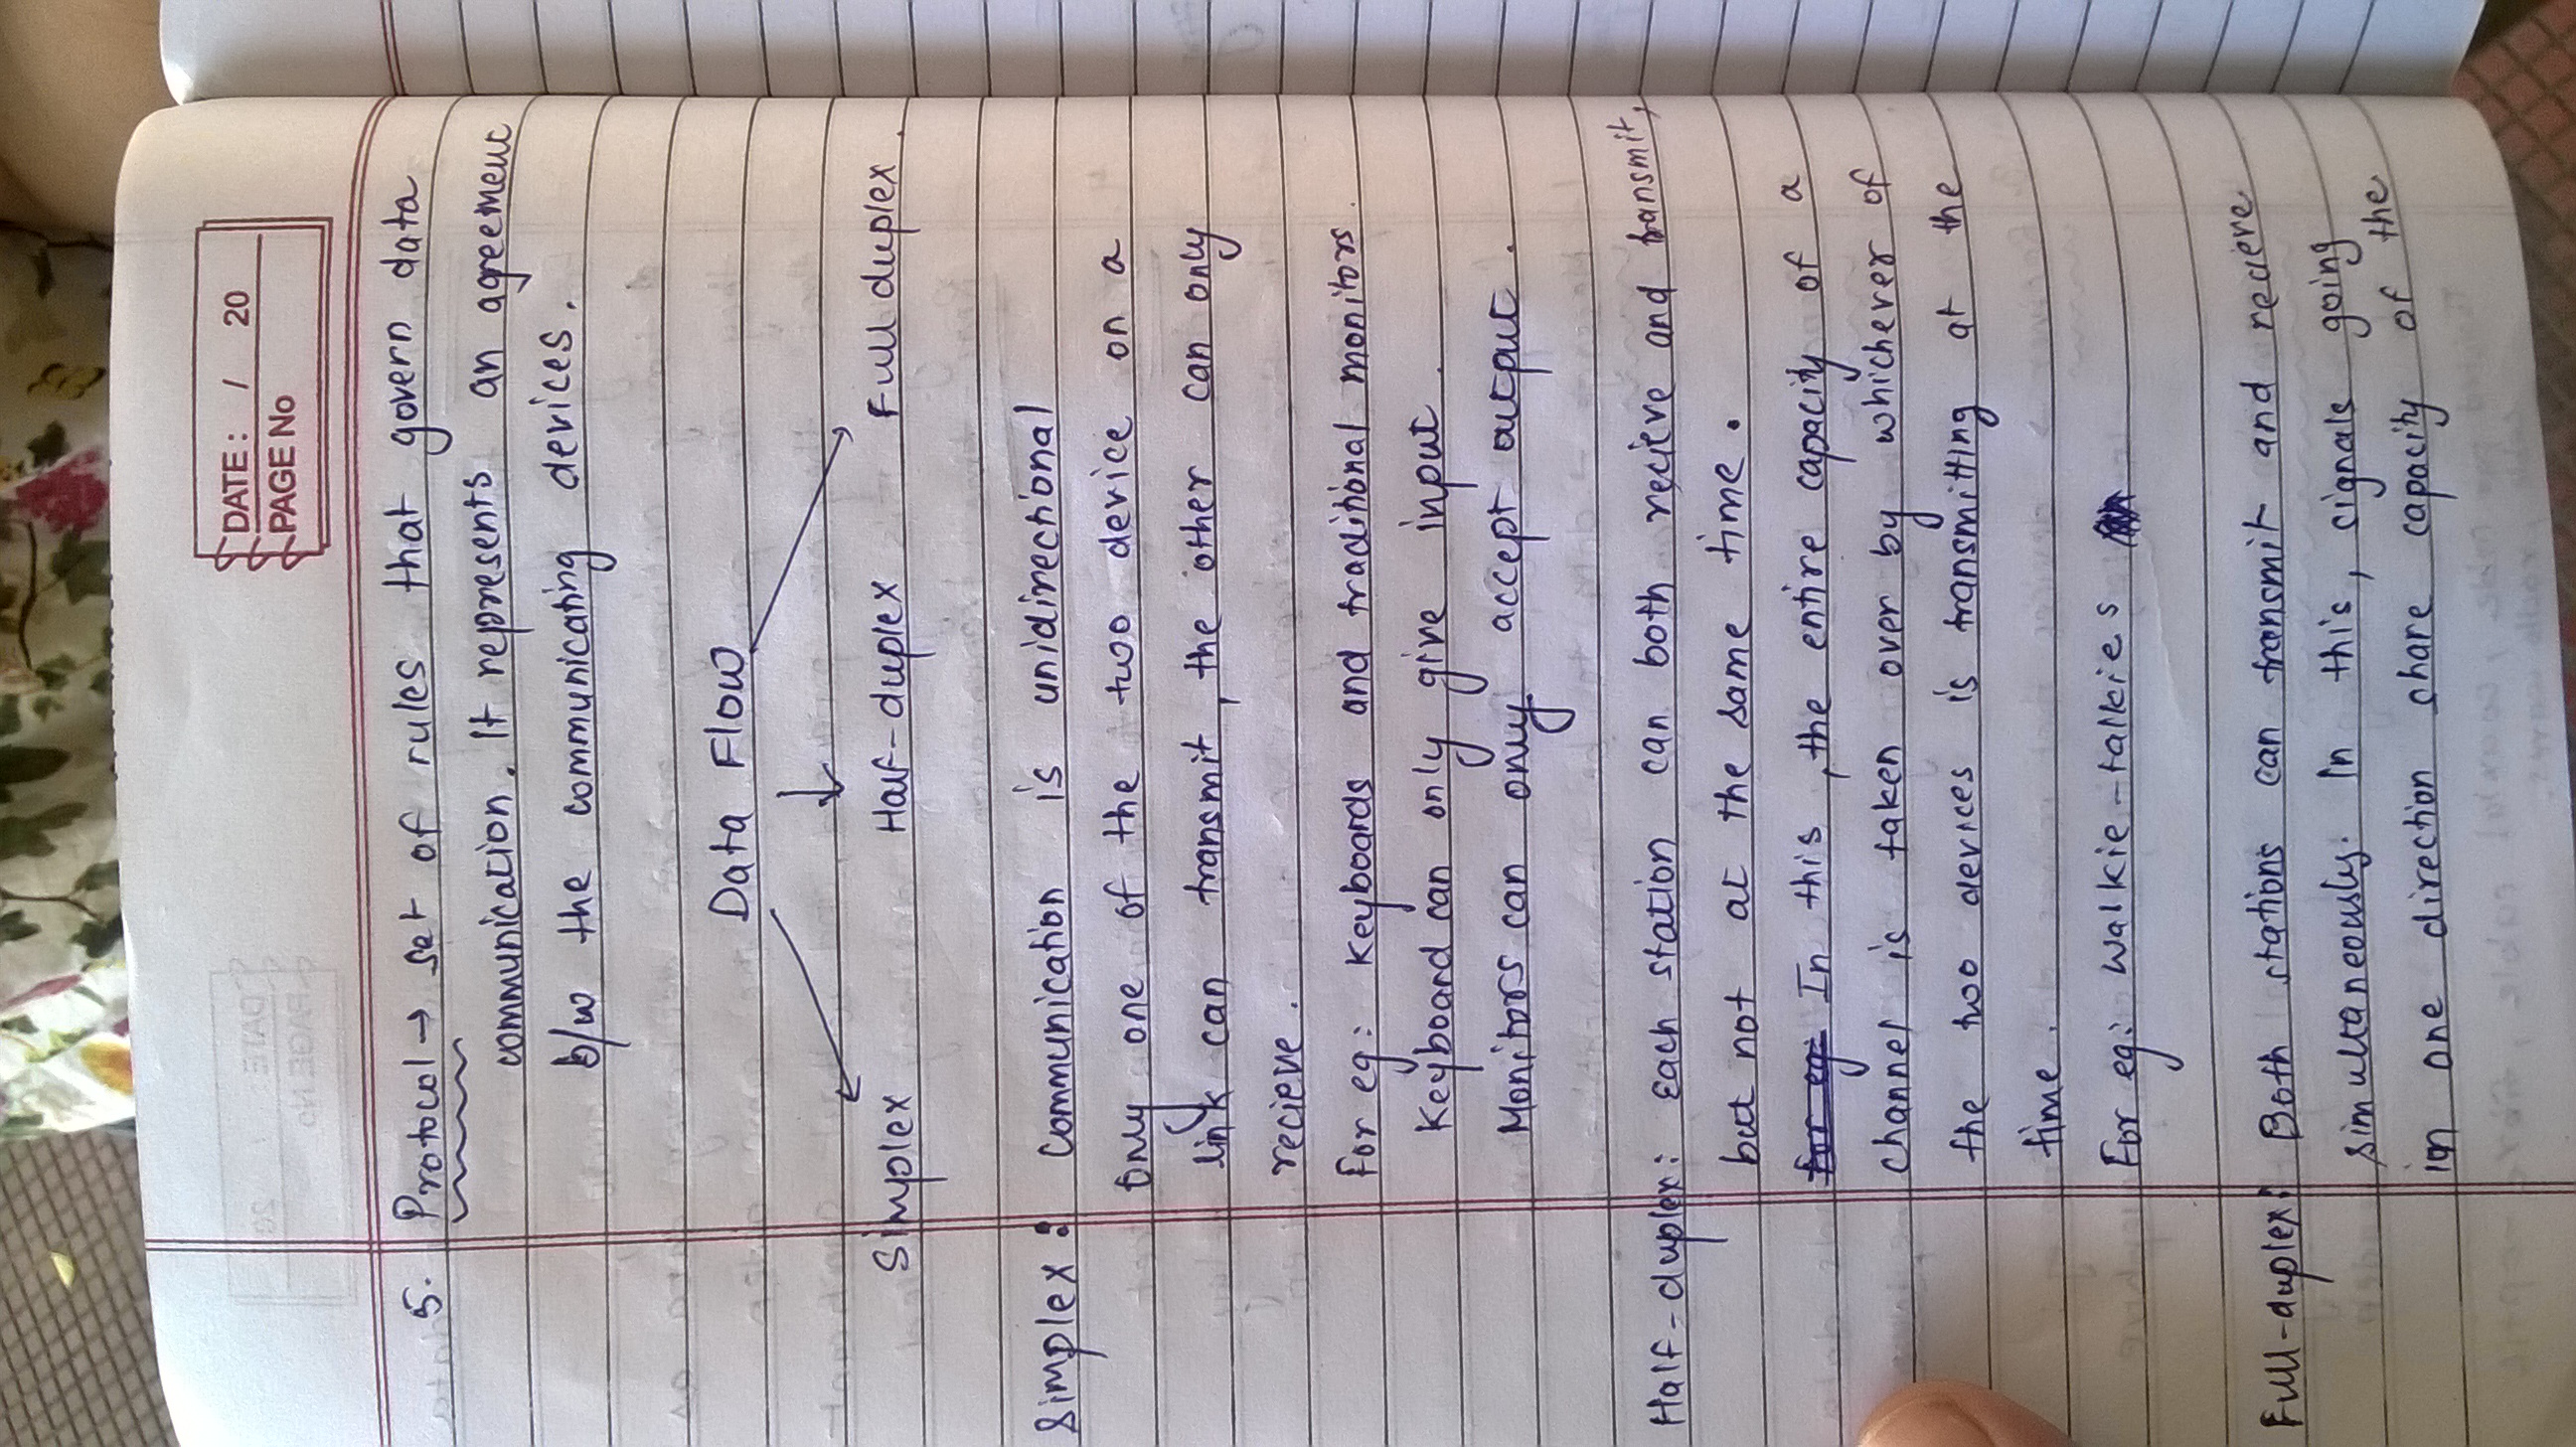 DATE: / 20
PAGE No
5. Protocol → set of rules that govern data
communication. It represents an agreement
b/w the communicating devices.
Data Flow
Simplex Half-duplex Full duplex.
Simplex: Communication is unidirectional
Only one of the two device on a
link can transmit, the other can only
recieve.
For eg: Keyboards and traditional monitors.
Keyboard can only give input.
Monitors can only accept output.
Half-duplex: Each station can both recieve and transmit,
but not at the same time.
for eg: In this, the entire capacity of a
channel is taken over by whichever of
the two devices is transmitting at the
time.
For eg: Walkie-talkies
Full-duplex: Both stations can transmit and recieve
simultaneously. In this, signals going
in one direction share capacity of the